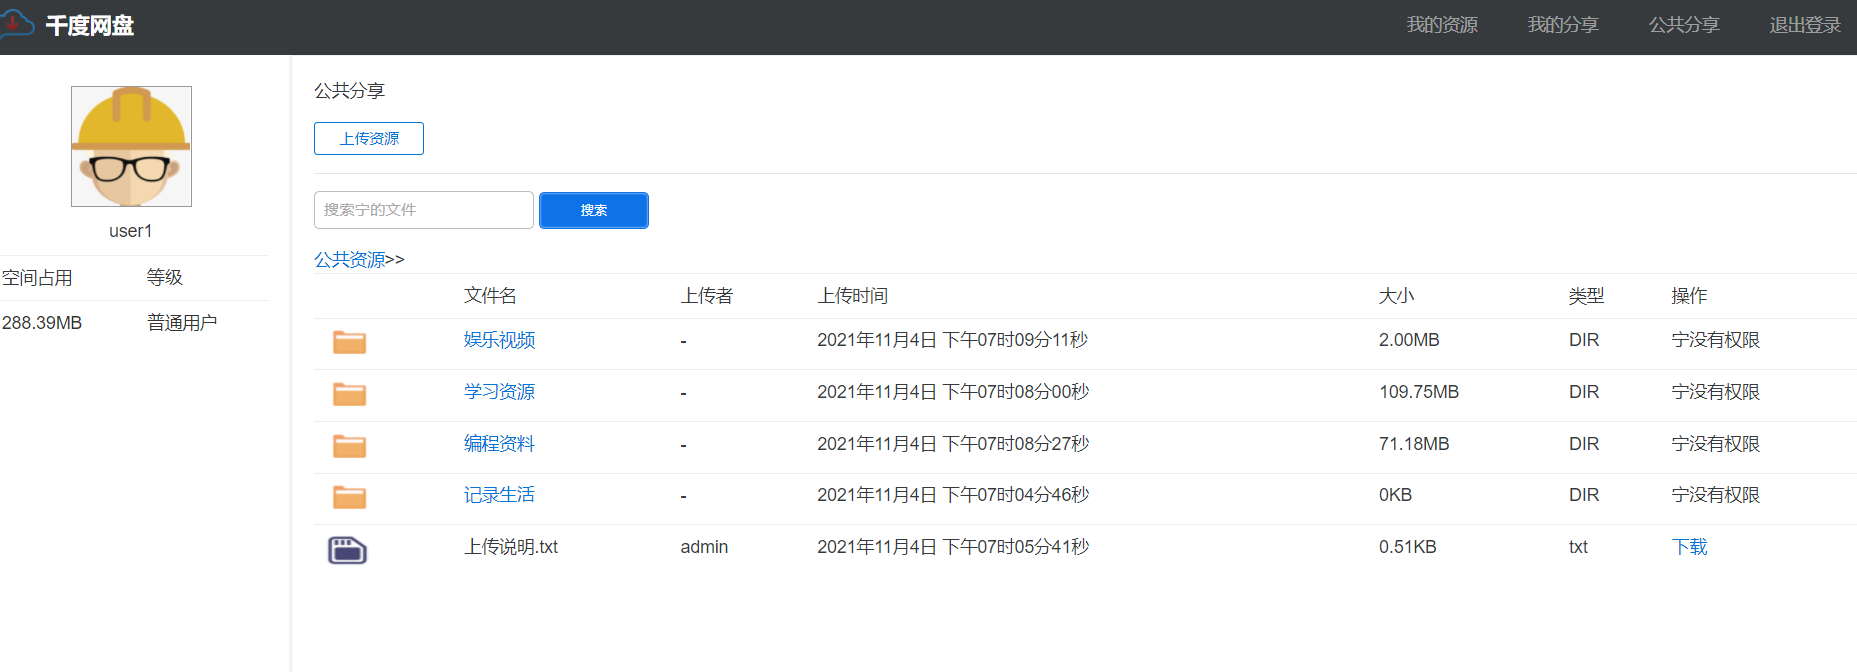 千度网盘 我的资源 我的分享 公共分享 退出登录
user1
空间占用 等级
288.39MB 普通用户
公共分享
上传资源
搜索宁的文件 搜索
公共资源>>
文件名 上传者 上传时间 大小 类型 操作
娱乐视频 - 2021年11月4日 下午07时09分11秒 2.00MB DIR 宁没有权限
学习资源 - 2021年11月4日 下午07时08分00秒 109.75MB DIR 宁没有权限
编程资料 - 2021年11月4日 下午07时08分27秒 71.18MB DIR 宁没有权限
记录生活 - 2021年11月4日 下午07时04分46秒 0KB DIR 宁没有权限
上传说明.txt admin 2021年11月4日 下午07时05分41秒 0.51KB txt 下载